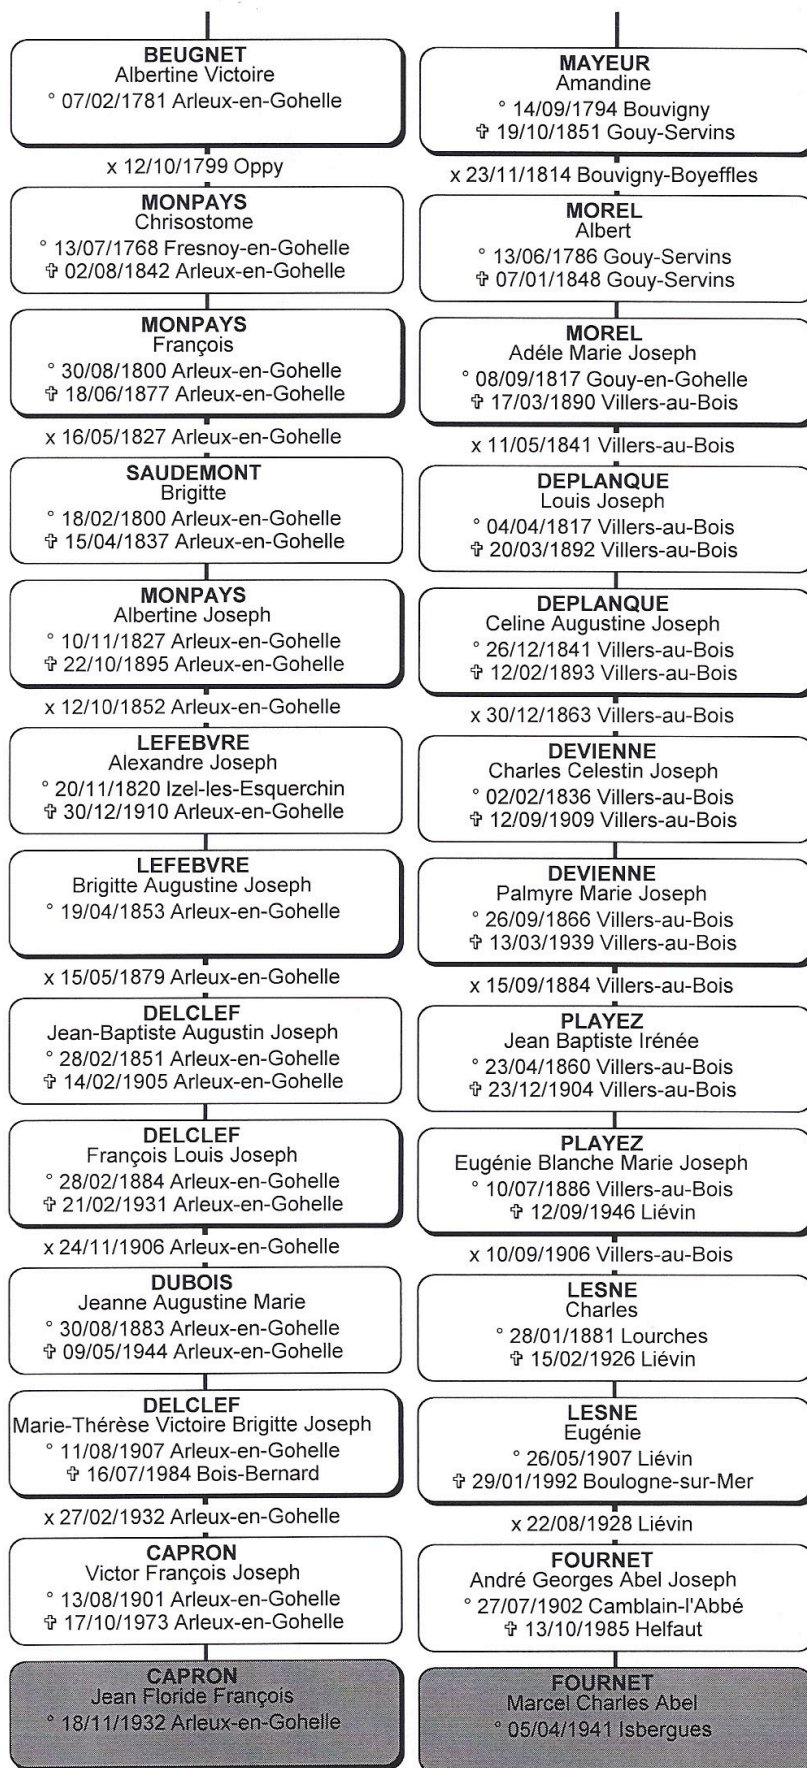 BEUGNET
Albertine Victoire
° 07/02/1781 Arleux-en-Gohelle
x 12/10/1799 Oppy
MONPAYS
Chrisostome
° 13/07/1768 Fresnoy-en-Gohelle
✞ 02/08/1842 Arleux-en-Gohelle
MONPAYS
François
° 30/08/1800 Arleux-en-Gohelle
✞ 18/06/1877 Arleux-en-Gohelle
x 16/05/1827 Arleux-en-Gohelle
SAUDEMONT
Brigitte
° 18/02/1800 Arleux-en-Gohelle
✞ 15/04/1837 Arleux-en-Gohelle
MONPAYS
Albertine Joseph
° 10/11/1827 Arleux-en-Gohelle
✞ 22/10/1895 Arleux-en-Gohelle
x 12/10/1852 Arleux-en-Gohelle
LEFEBVRE
Alexandre Joseph
° 20/11/1820 Izel-les-Esquerchin
✞ 30/12/1910 Arleux-en-Gohelle
LEFEBVRE
Brigitte Augustine Joseph
° 19/04/1853 Arleux-en-Gohelle
x 15/05/1879 Arleux-en-Gohelle
DELCLEF
Jean-Baptiste Augustin Joseph
° 28/02/1851 Arleux-en-Gohelle
✞ 14/02/1905 Arleux-en-Gohelle
DELCLEF
François Louis Joseph
° 28/02/1884 Arleux-en-Gohelle
✞ 21/02/1931 Arleux-en-Gohelle
x 24/11/1906 Arleux-en-Gohelle
DUBOIS
Jeanne Augustine Marie
° 30/08/1883 Arleux-en-Gohelle
✞ 09/05/1944 Arleux-en-Gohelle
DELCLEF
Marie-Thérèse Victoire Brigitte Joseph
° 11/08/1907 Arleux-en-Gohelle
✞ 16/07/1984 Bois-Bernard
x 27/02/1932 Arleux-en-Gohelle
CAPRON
Victor François Joseph
° 13/08/1901 Arleux-en-Gohelle
✞ 17/10/1973 Arleux-en-Gohelle
CAPRON
Jean Floride François
° 18/11/1932 Arleux-en-Gohelle
MAYEUR
Amandine
° 14/09/1794 Bouvigny
✞ 19/10/1851 Gouy-Servins
x 23/11/1814 Bouvigny-Boyeffles
MOREL
Albert
° 13/06/1786 Gouy-Servins
✞ 07/01/1848 Gouy-Servins
MOREL
Adéle Marie Joseph
° 08/09/1817 Gouy-en-Gohelle
✞ 17/03/1890 Villers-au-Bois
x 11/05/1841 Villers-au-Bois
DEPLANQUE
Louis Joseph
° 04/04/1817 Villers-au-Bois
✞ 20/03/1892 Villers-au-Bois
DEPLANQUE
Celine Augustine Joseph
° 26/12/1841 Villers-au-Bois
✞ 12/02/1893 Villers-au-Bois
x 30/12/1863 Villers-au-Bois
DEVIENNE
Charles Celestin Joseph
° 02/02/1836 Villers-au-Bois
✞ 12/09/1909 Villers-au-Bois
DEVIENNE
Palmyre Marie Joseph
° 26/09/1866 Villers-au-Bois
✞ 13/03/1939 Villers-au-Bois
x 15/09/1884 Villers-au-Bois
PLAYEZ
Jean Baptiste Irénée
° 23/04/1860 Villers-au-Bois
✞ 23/12/1904 Villers-au-Bois
PLAYEZ
Eugénie Blanche Marie Joseph
° 10/07/1886 Villers-au-Bois
✞ 12/09/1946 Liévin
x 10/09/1906 Villers-au-Bois
LESNE
Charles
° 28/01/1881 Lourches
✞ 15/02/1926 Liévin
LESNE
Eugénie
° 26/05/1907 Liévin
✞ 29/01/1992 Boulogne-sur-Mer
x 22/08/1928 Liévin
FOURNET
André Georges Abel Joseph
° 27/07/1902 Camblain-l'Abbé
✞ 13/10/1985 Helfaut
FOURNET
Marcel Charles Abel
° 05/04/1941 Isbergues